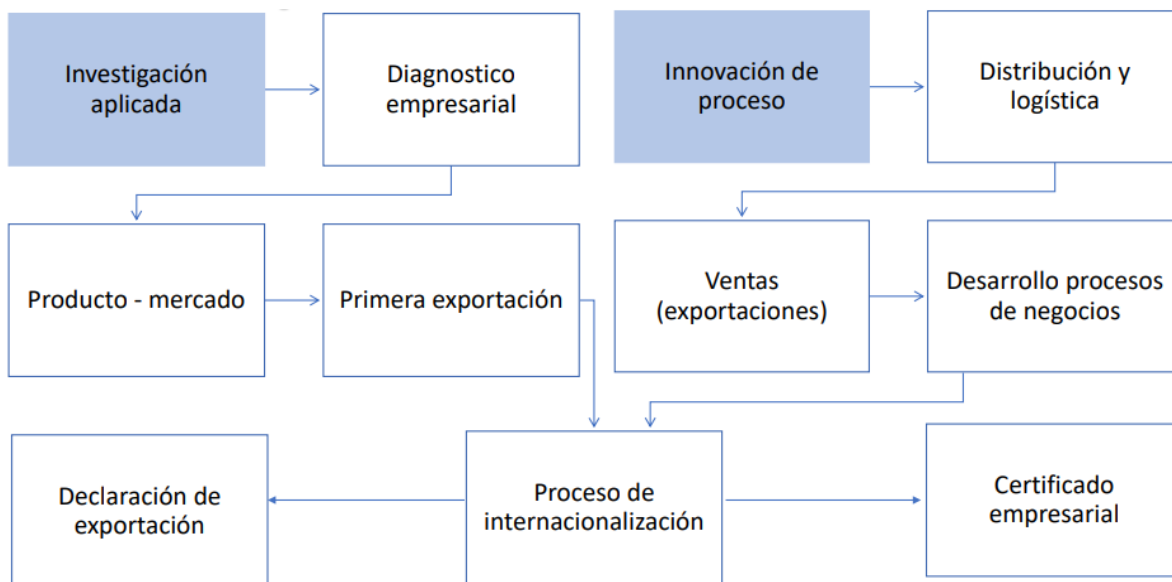 Investigación
aplicada
Diagnostico
empresarial
Innovación de
proceso
Distribución y
logística
Producto - mercado
Primera exportación
Ventas
(exportaciones)
Desarrollo procesos
de negocios
Declaración de
exportación
Proceso de
internacionalización
Certificado
empresarial